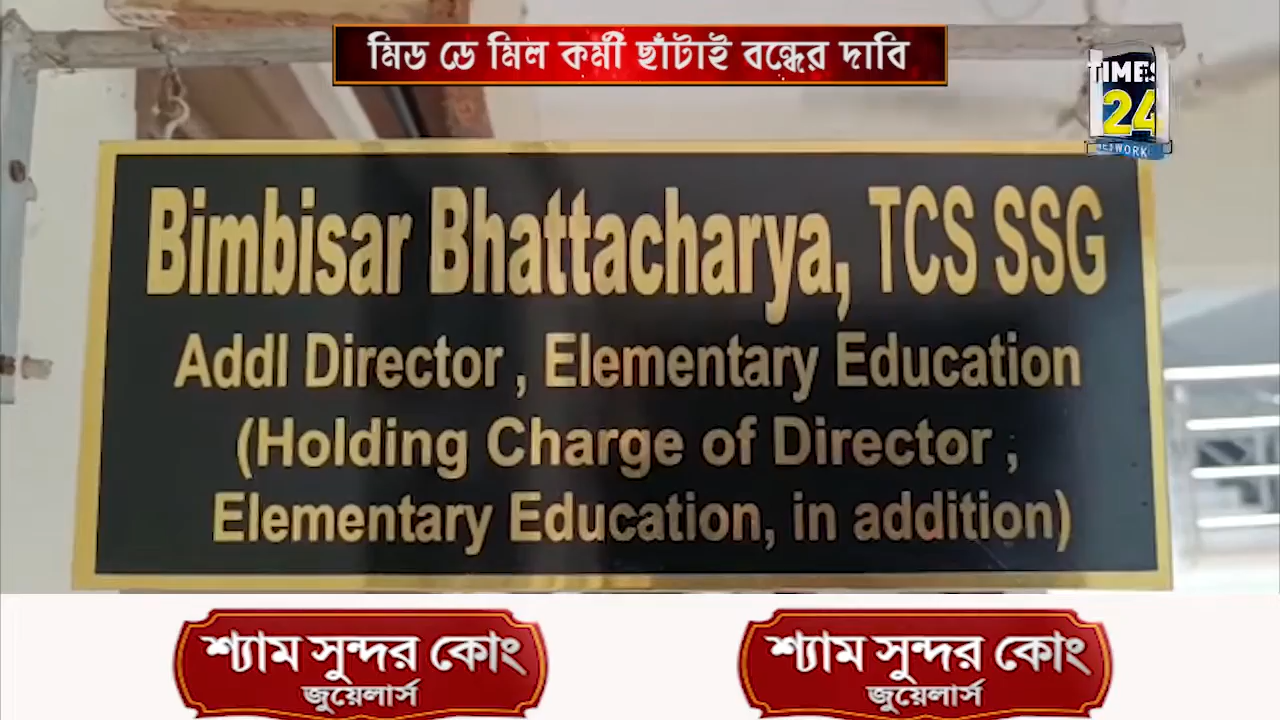 মিড ডে মিল কর্মী ছাঁটাই বন্ধের দাবি
TIMES
24
NETWORK
Bimbisar Bhattacharya, TCS SSG
Addl Director , Elementary Education
(Holding Charge of Director ,
Elementary Education, in addition)
শ্যাম সুন্দর কোং
জুয়েলার্স
শ্যাম সুন্দর কোং
জুয়েলার্স